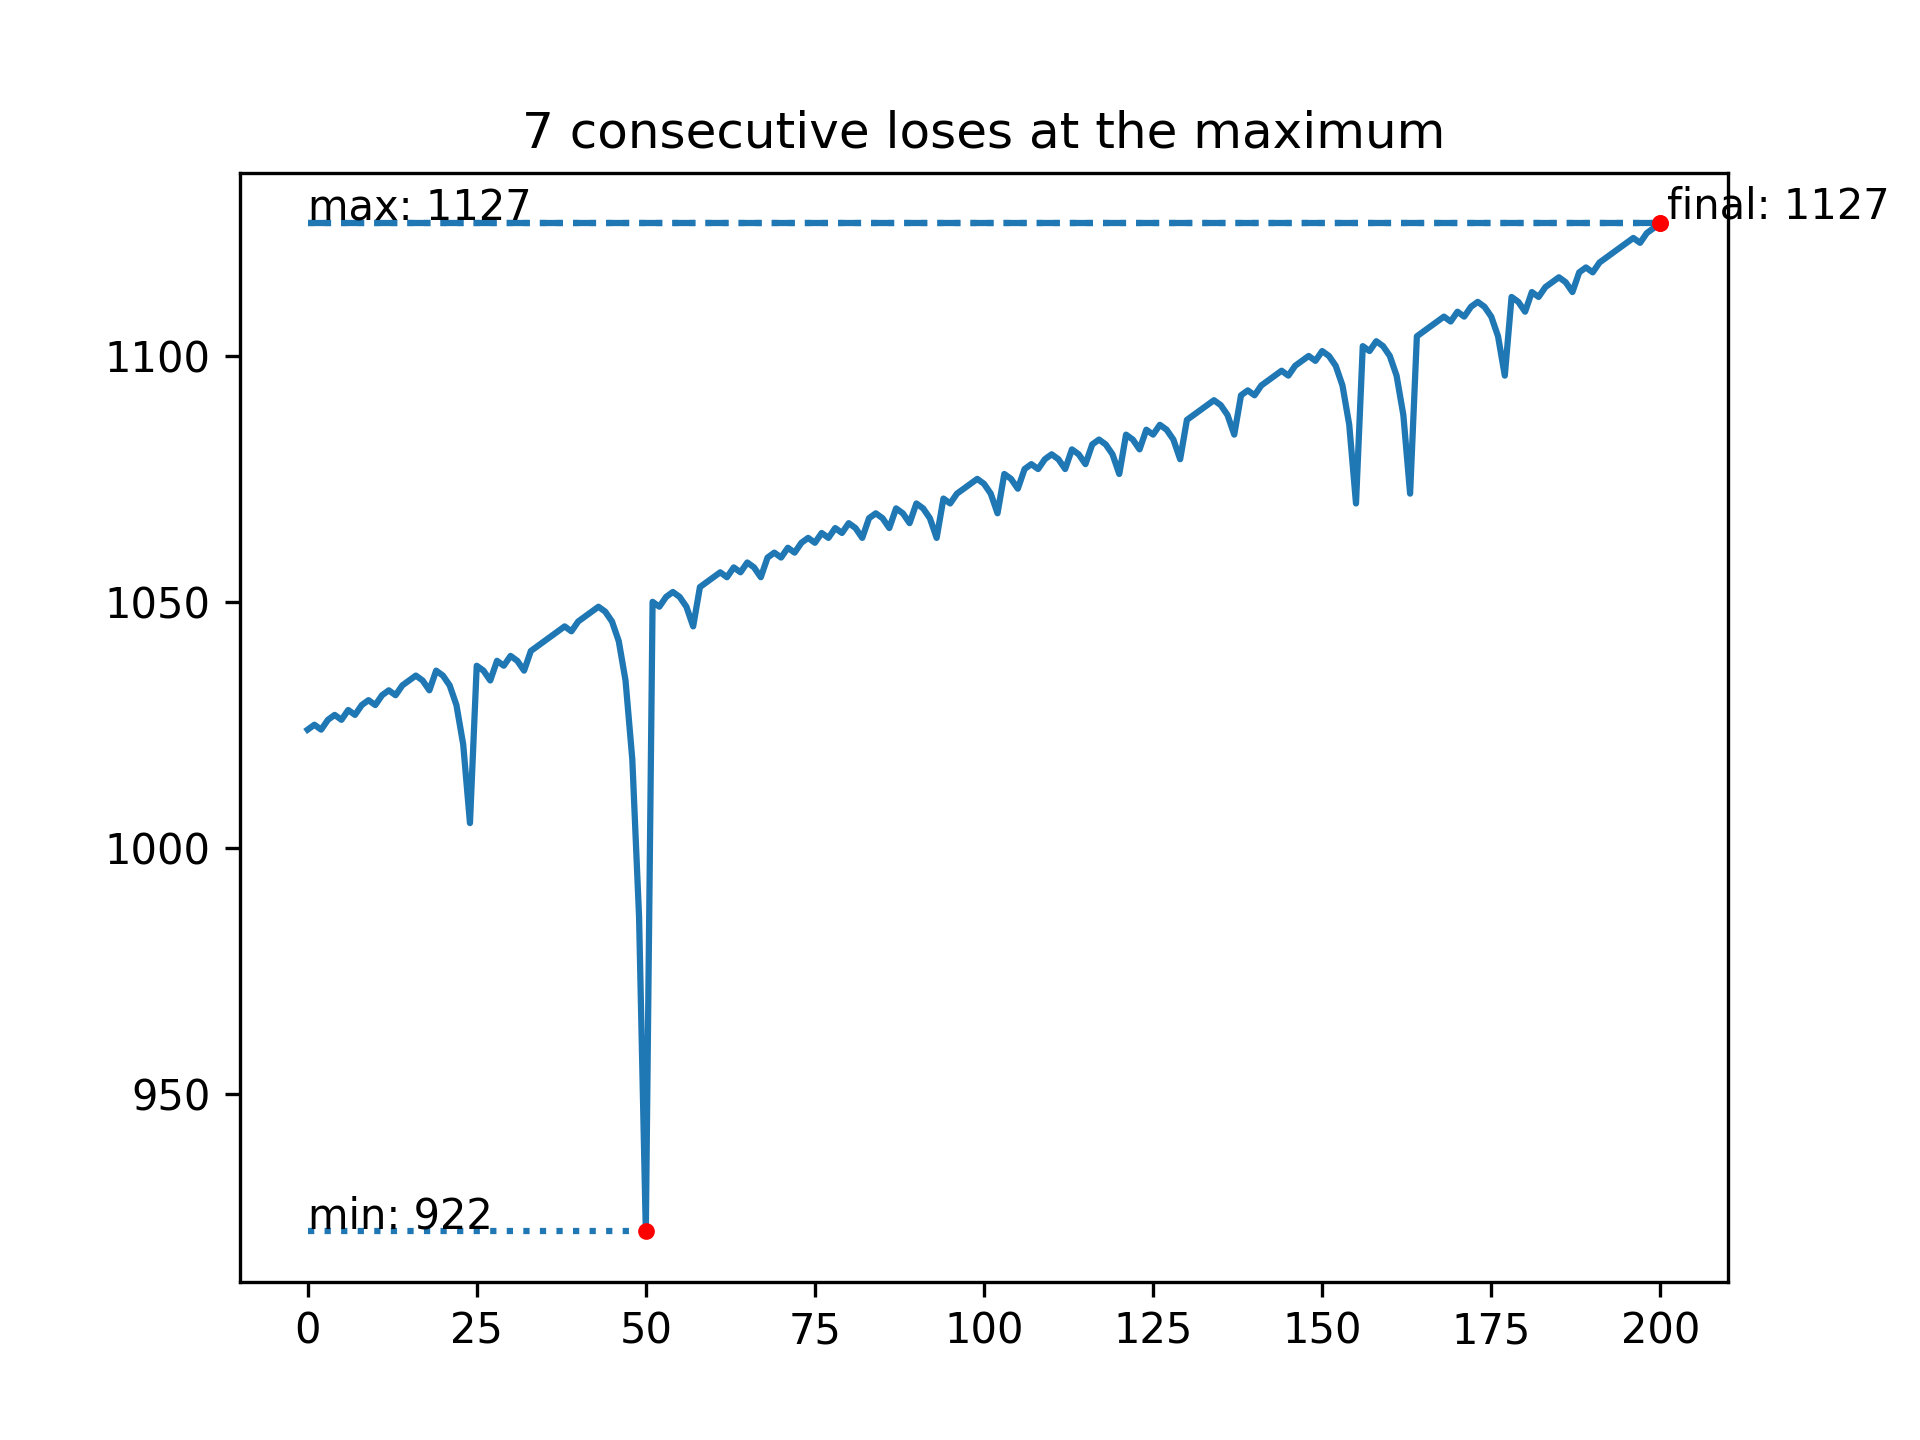 7 consecutive loses at the maximum
max: 1127
final: 1127
1100
1050
1000
950
min: 922
0 25 50 75 100 125 150 175 200